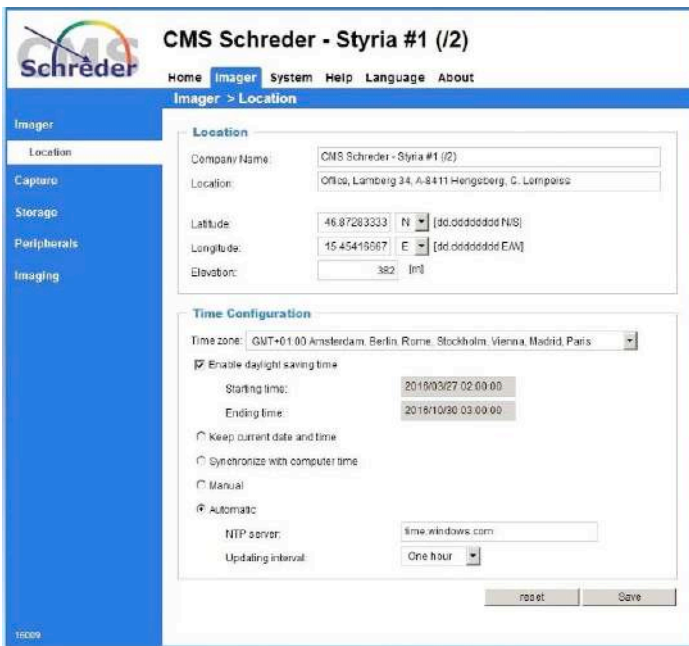 CMS
Schreder
CMS Schreder - Styria #1 (/2)
Home Imager System Help Language About
Imager > Location
Imager
Location
Capture
Storage
Peripherals
Imaging
Location
Company Name: CMS Schreder - Styria #1 (/2)
Location: Office, Lamberg 34, A-8411 Hengsberg, C. Lempeiss
Latitude: 46.87283333 N [dd.dddddddd N/S]
Longitude: 15.45416667 E [dd.dddddddd E/W]
Elevation: 382 [m]
Time Configuration
Time zone: GMT+01:00 Amsterdam, Berlin, Rome, Stockholm, Vienna, Madrid, Paris
Enable daylight saving time
Starting time: 2016/03/27 02:00:00
Ending time: 2016/10/30 03:00:00
Keep current date and time
Synchronize with computer time
Manual
Automatic
NTP server: time.windows.com
Updating interval: One hour
reset Save
16009